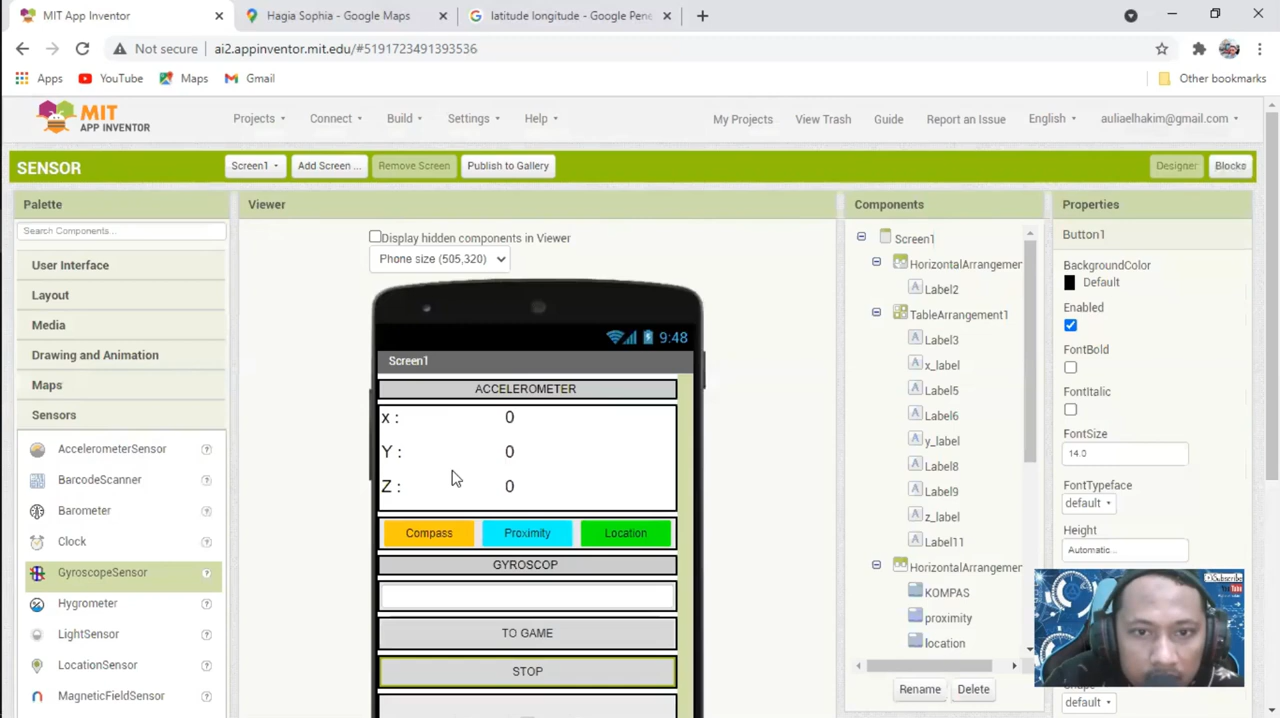 MIT App Inventor
Hagia Sophia - Google Maps
latitude longitude - Google Pene
Not secure
ai2.appinventor.mit.edu/#5191723491393536
Apps
YouTube
Maps
Gmail
Other bookmarks
MIT
APP INVENTOR
Projects
Connect
Build
Settings
Help
My Projects
View Trash
Guide
Report an Issue
English
auliaelhakim@gmail.com
SENSOR
Screen1
Add Screen ...
Remove Screen
Publish to Gallery
Designer
Blocks
Palette
Search Components...
User Interface
Layout
Media
Drawing and Animation
Maps
Sensors
AccelerometerSensor
BarcodeScanner
Barometer
Clock
GyroscopeSensor
Hygrometer
LightSensor
LocationSensor
MagneticFieldSensor
Viewer
Display hidden components in Viewer
Phone size (505,320)
9:48
Screen1
ACCELEROMETER
x : 0
Y : 0
Z : 0
Compass
Proximity
Location
GYROSCOP
TO GAME
STOP
Components
Screen1
HorizontalArrangemer
Label2
TableArrangement1
Label3
x_label
Label5
Label6
y_label
Label8
Label9
z_label
Label11
HorizontalArrangemer
KOMPAS
proximity
location
Rename
Delete
Properties
Button1
BackgroundColor
Default
Enabled
FontBold
FontItalic
FontSize
14.0
FontTypeface
default
Height
Automatic...
Subscribe
default